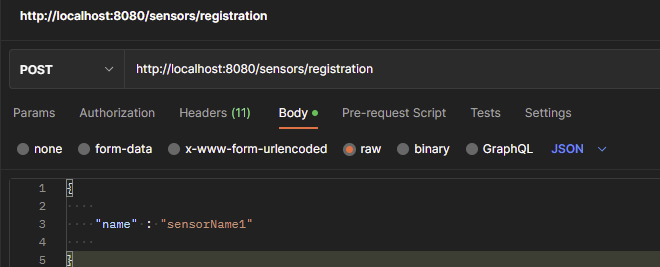 http://localhost:8080/sensors/registration
POST http://localhost:8080/sensors/registration
Params Authorization Headers (11) Body Pre-request Script Tests Settings
none form-data x-www-form-urlencoded raw binary GraphQL JSON
1 {
2
3 "name" : "sensorName1"
4
5 }